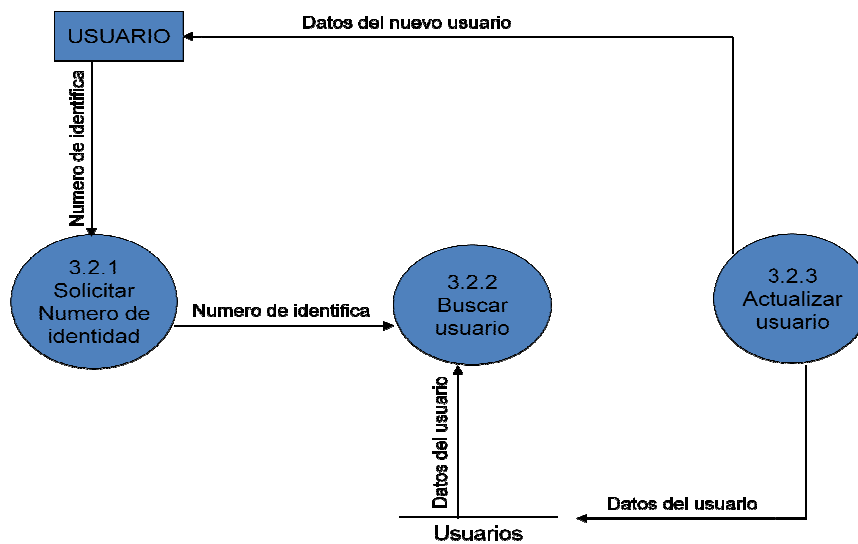 Datos del nuevo usuario
USUARIO
Numero de identifica
3.2.1
Solicitar
Numero de
identidad
Numero de identifica
3.2.2
Buscar
usuario
3.2.3
Actualizar
usuario
Datos del usuario
Datos del usuario
Usuarios